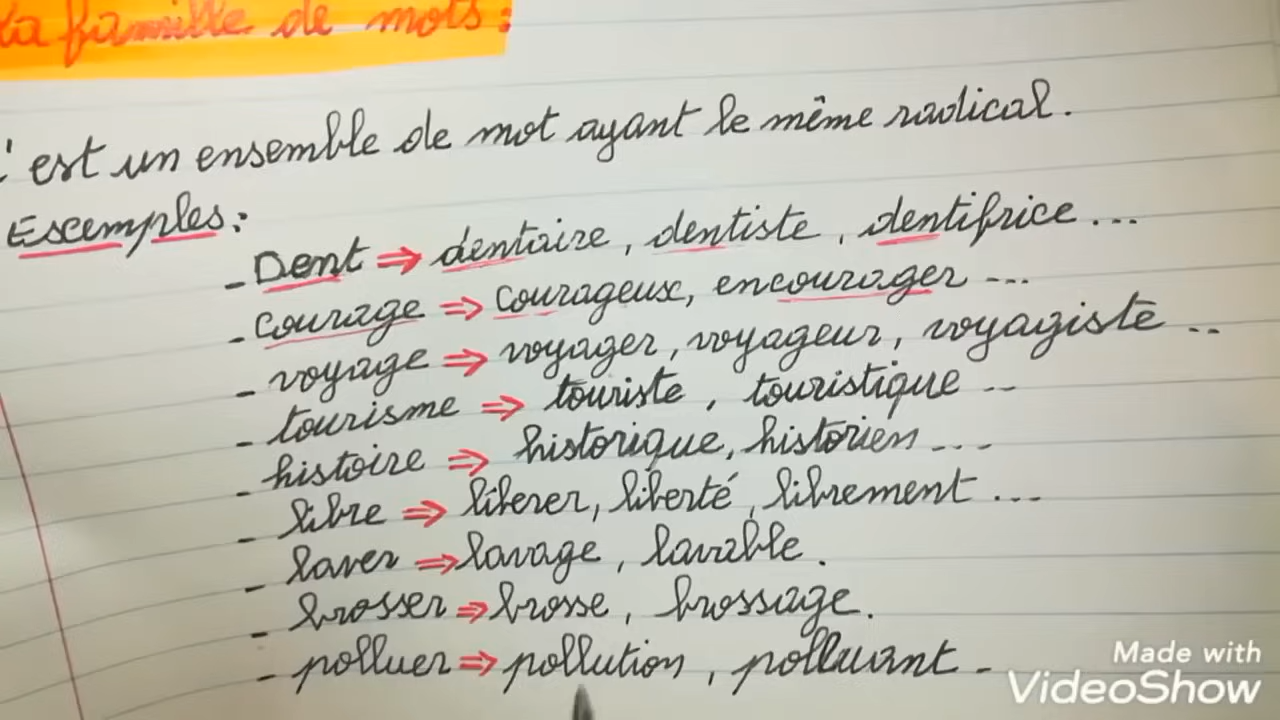 La famille de mots:
C'est un ensemble de mot ayant le même radical.
Escemples:
- Dent ⇒ dentaire, dentiste, dentifrice ...
- courage ⇒ courageux, encourager ...
- voyage ⇒ voyager, voyageur, voyagiste ..
- tourisme ⇒ touriste, touristique ..
- histoire ⇒ historique, historien ...
- libre ⇒ liberer, liberté, librement ...
- laver ⇒ lavage, lavable.
- brosser ⇒ brosse, brossage.
- polluer ⇒ pollution, polluant -
Made with
VideoShow